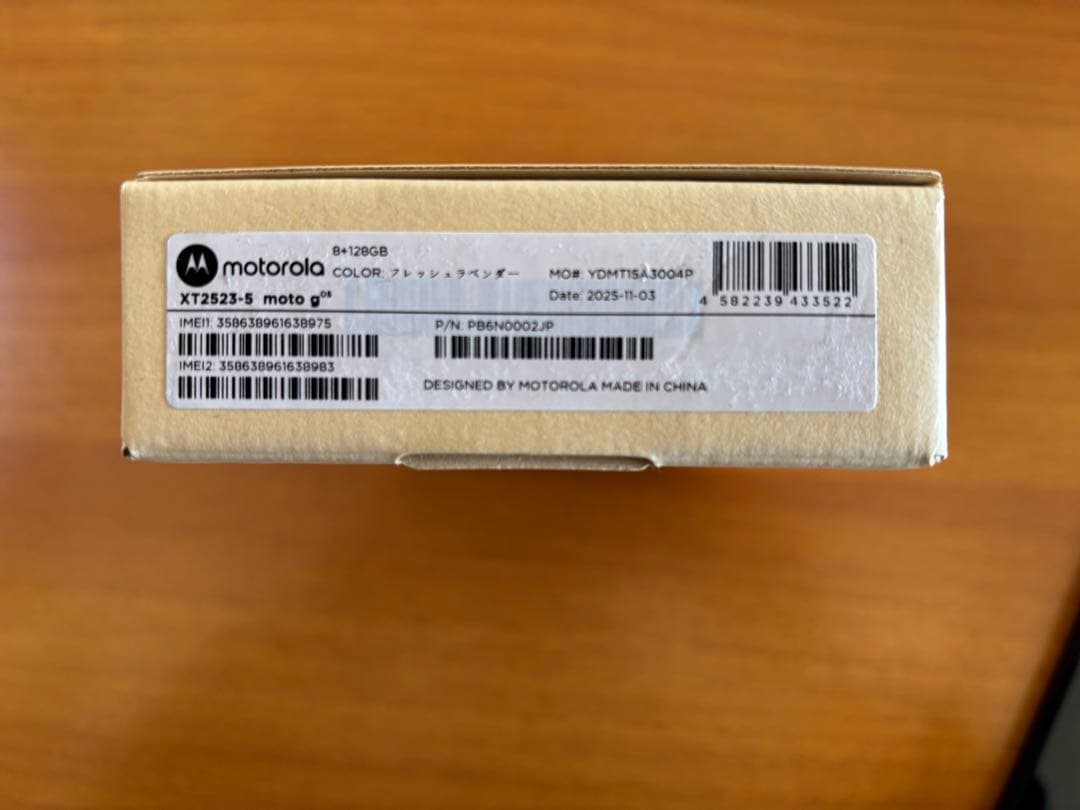 motorola
8+128GB
COLOR: フレッシュラベンダー
XT2523-5 moto g05
MO#: YDMT15A3004P
Date: 2025-11-03
4 582239 433522
IMEI1: 358638961638975
IMEI2: 358638961638983
P/N: PB6N0002JP
DESIGNED BY MOTOROLA MADE IN CHINA